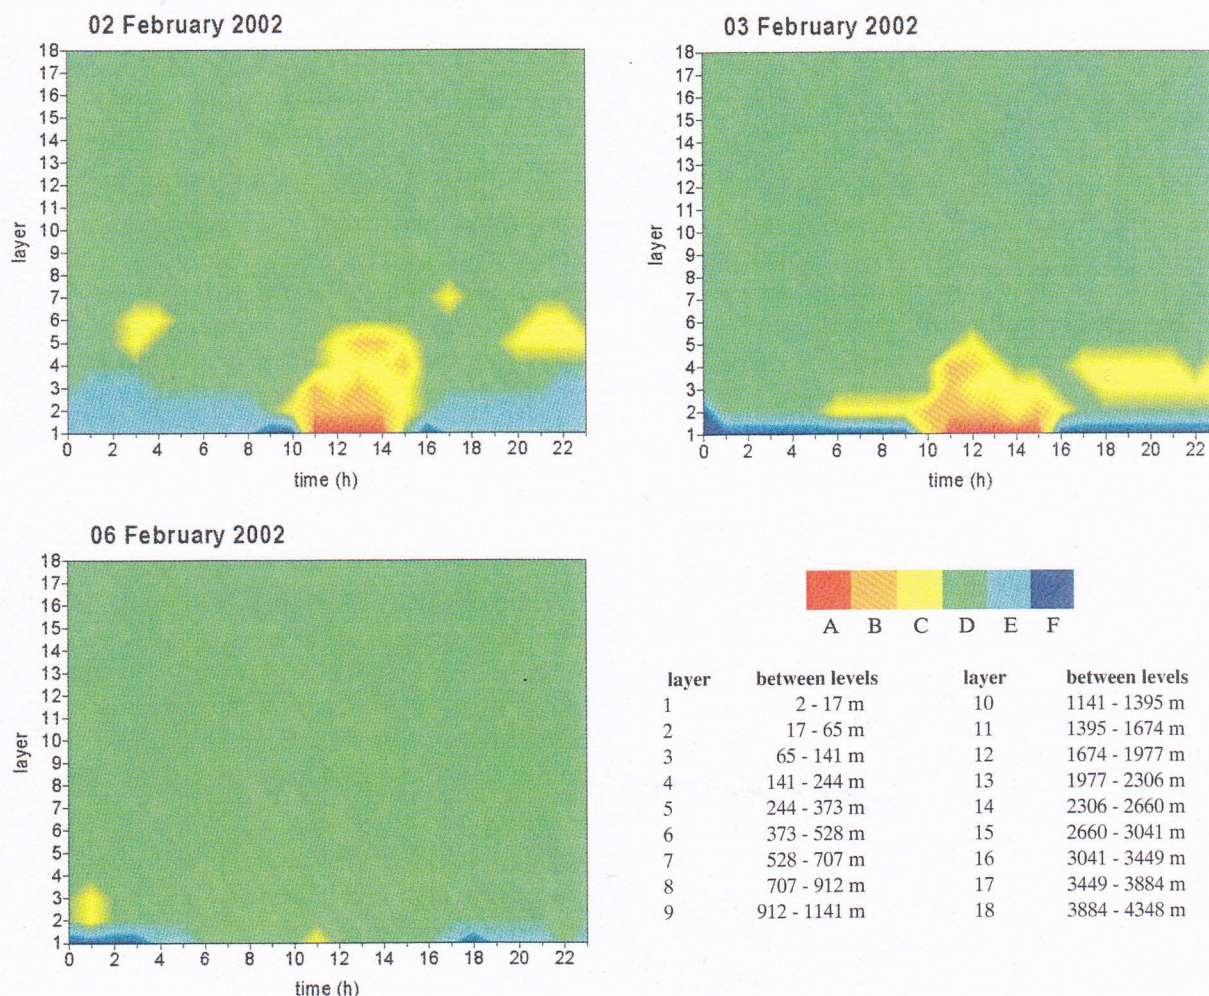 02 February 2002
18
17
16
15
14
13
12
11
10
9
8
7
6
5
4
3
2
1
layer
0 2 4 6 8 10 12 14 16 18 20 22
time (h)
03 February 2002
18
17
16
15
14
13
12
11
10
9
8
7
6
5
4
3
2
1
layer
0 2 4 6 8 10 12 14 16 18 20 22
time (h)
06 February 2002
18
17
16
15
14
13
12
11
10
9
8
7
6
5
4
3
2
1
layer
0 2 4 6 8 10 12 14 16 18 20 22
time (h)
A B C D E F
layer between levels layer between levels
1 2 - 17 m 10 1141 - 1395 m
2 17 - 65 m 11 1395 - 1674 m
3 65 - 141 m 12 1674 - 1977 m
4 141 - 244 m 13 1977 - 2306 m
5 244 - 373 m 14 2306 - 2660 m
6 373 - 528 m 15 2660 - 3041 m
7 528 - 707 m 16 3041 - 3449 m
8 707 - 912 m 17 3449 - 3884 m
9 912 - 1141 m 18 3884 - 4348 m